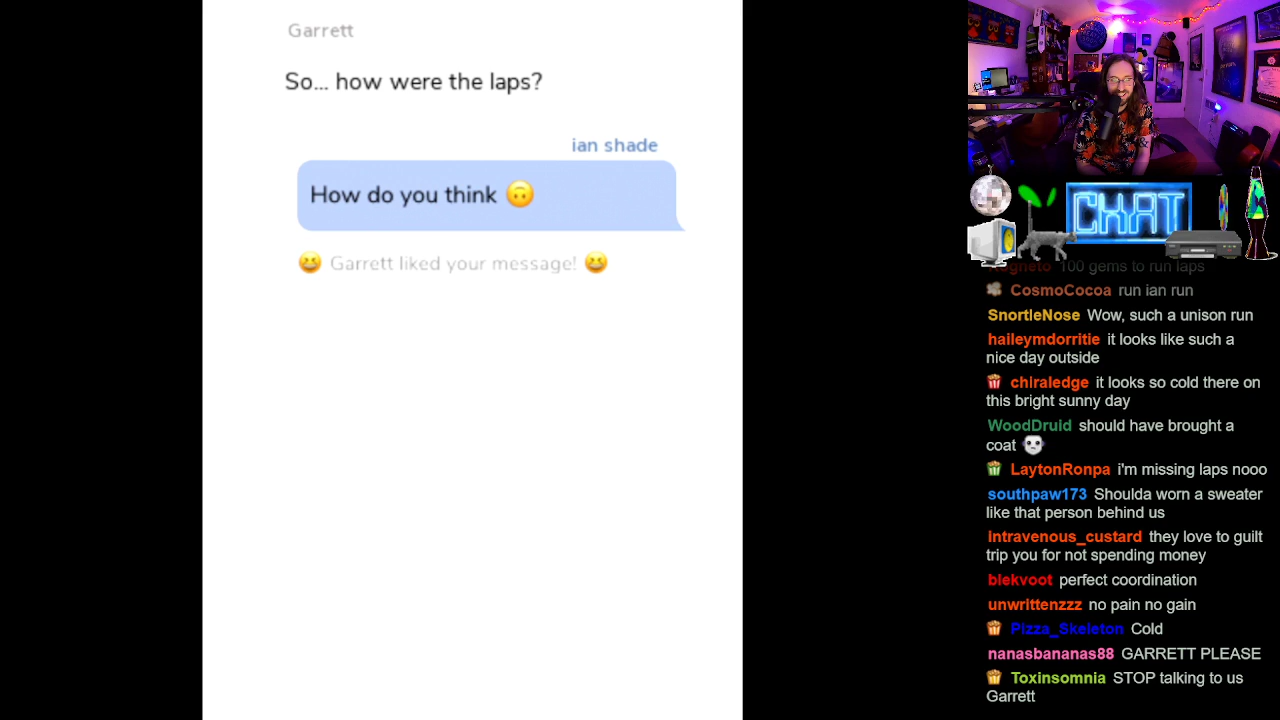 Garrett
So... how were the laps?
ian shade
How do you think 🙃
😆 Garrett liked your message! 😆
CHAT
Rugneto 100 gems to run laps
CosmoCocoa run ian run
SnortleNose Wow, such a unison run
haileymdorritie it looks like such a
nice day outside
chiraledge it looks so cold there on
this bright sunny day
WoodDruid should have brought a
coat
LaytonRonpa i'm missing laps nooo
southpaw173 Shoulda worn a sweater
like that person behind us
Intravenous_custard they love to guilt
trip you for not spending money
blekvoot perfect coordination
unwrittenzzz no pain no gain
Pizza_Skeleton Cold
nanasbananas88 GARRETT PLEASE
Toxinsomnia STOP talking to us
Garrett